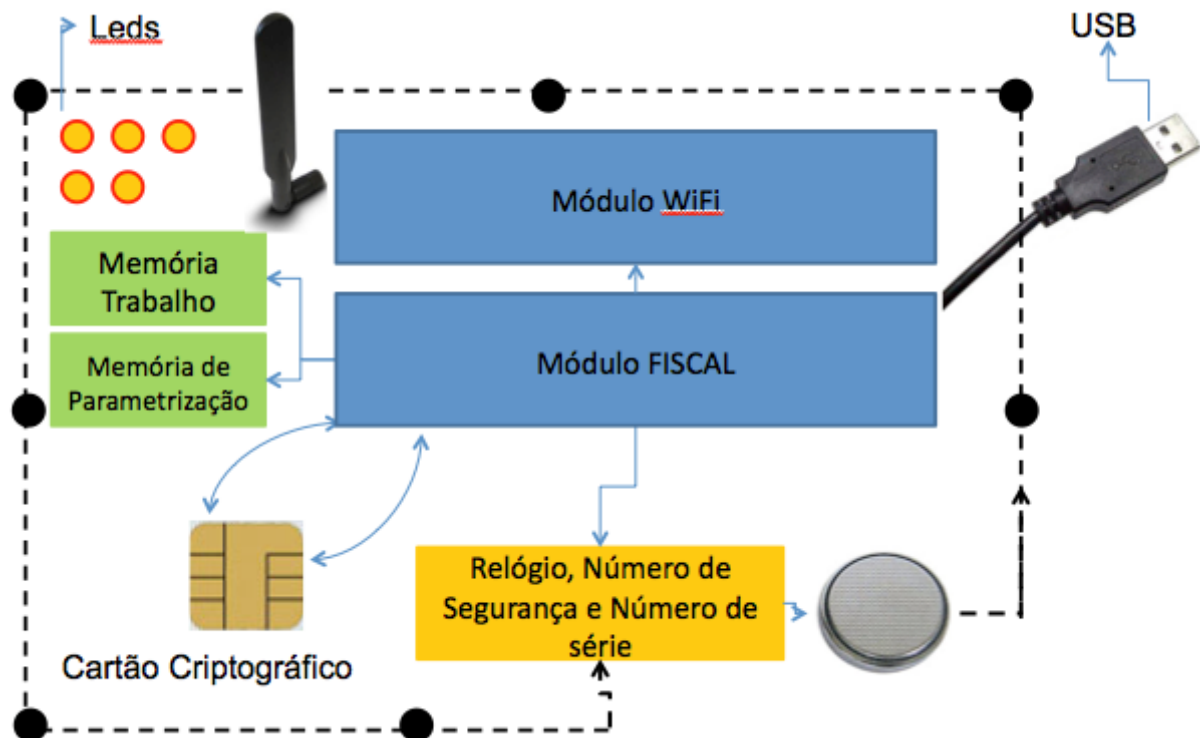 Leds
USB
Módulo WiFi
Memória
Trabalho
Módulo FISCAL
Memória de
Parametrização
Relógio, Número de
Segurança e Número de
série
Cartão Criptográfico